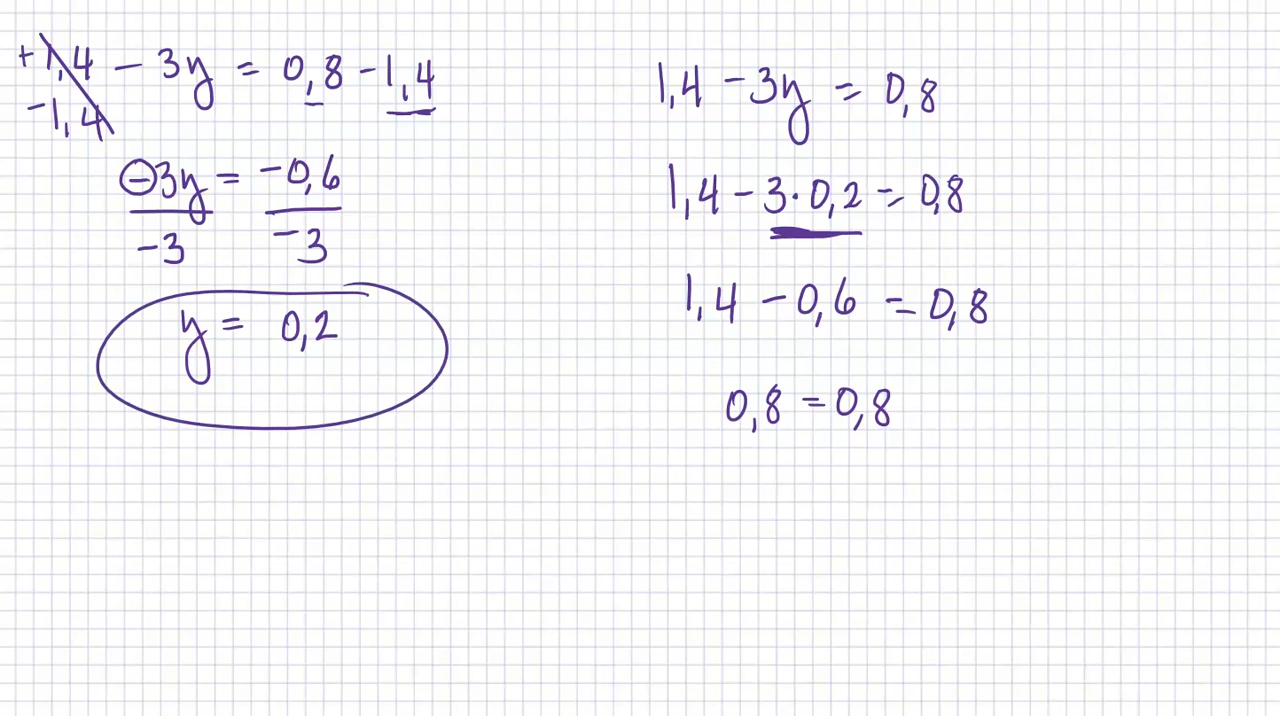 +1,4 - 3y = 0,8 - 1,4
-1,4
-3y = -0,6
-3 -3
y = 0,2
1,4 - 3y = 0,8
1,4 - 3·0,2 = 0,8
1,4 - 0,6 = 0,8
0,8 = 0,8